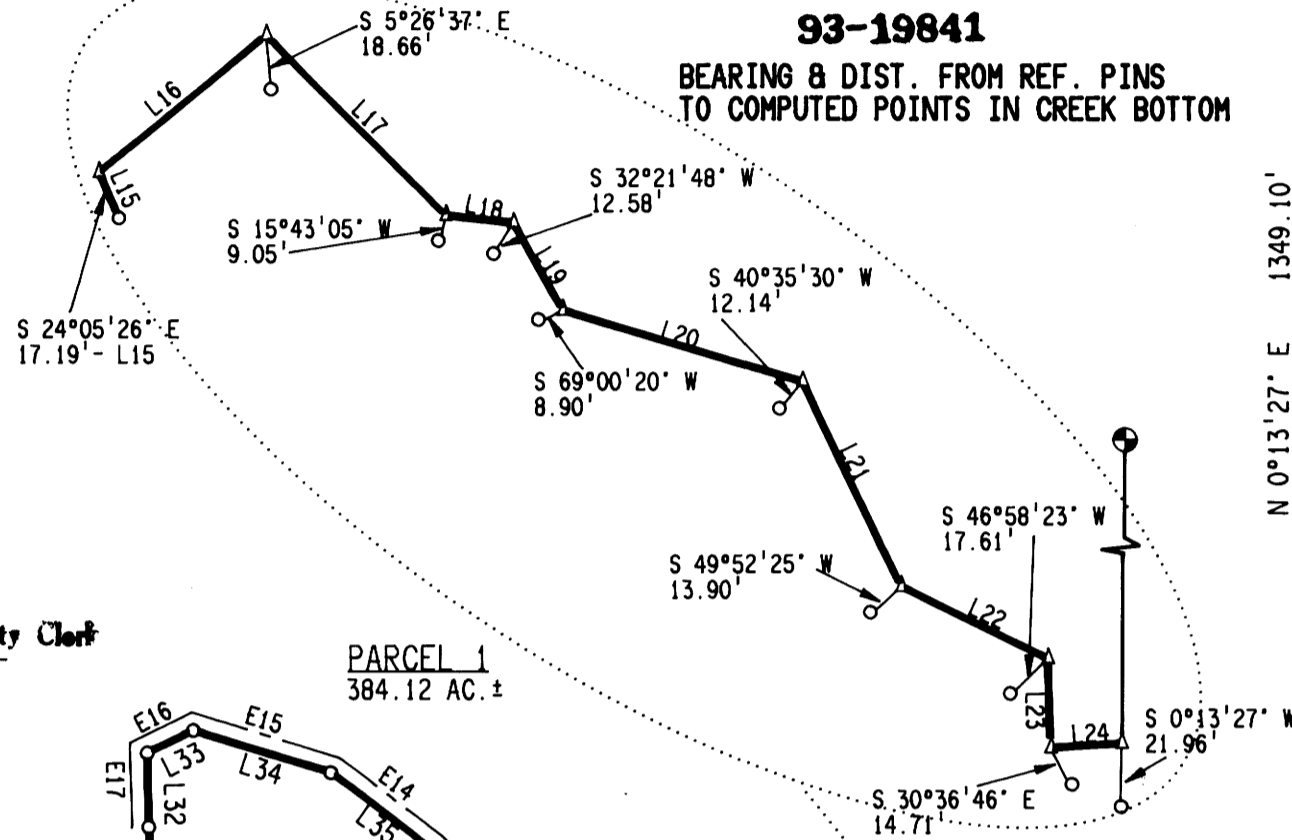 93-19841
BEARING & DIST. FROM REF. PINS
TO COMPUTED POINTS IN CREEK BOTTOM
S 5°26'37" E
18.66'
L16
L17
L15
S 32°21'48" W
12.58'
L18
S 15°43'05" W
9.05'
L19
S 40°35'30" W
12.14'
S 24°05'26" E
17.19'- L15
L20
S 69°00'20" W
8.90'
1349.10'
N 0°13'27" E
L21
S 46°58'23" W
17.61'
S 49°52'25" W
13.90'
L22
ty Clerk
PARCEL 1
384.12 AC.±
L23
L24
S 0°13'27" W
21.96'
S 30°36'46" E
14.71'
E16
E15
L33
L34
E17
L32
E14
L35